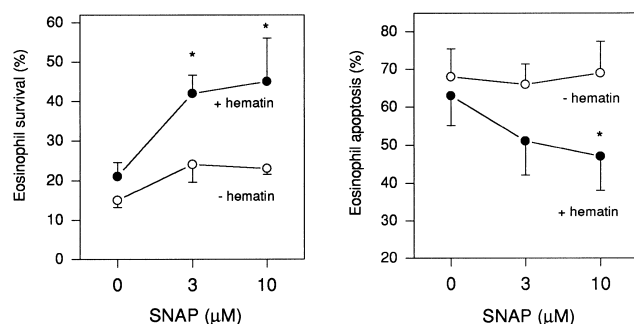 Eosinophil survival (%)
60
50
40
30
20
10
0
*
*
+ hematin
- hematin
0
3
10
SNAP (μM)
Eosinophil apoptosis (%)
80
70
60
50
40
30
20
- hematin
*
+ hematin
0
3
10
SNAP (μM)